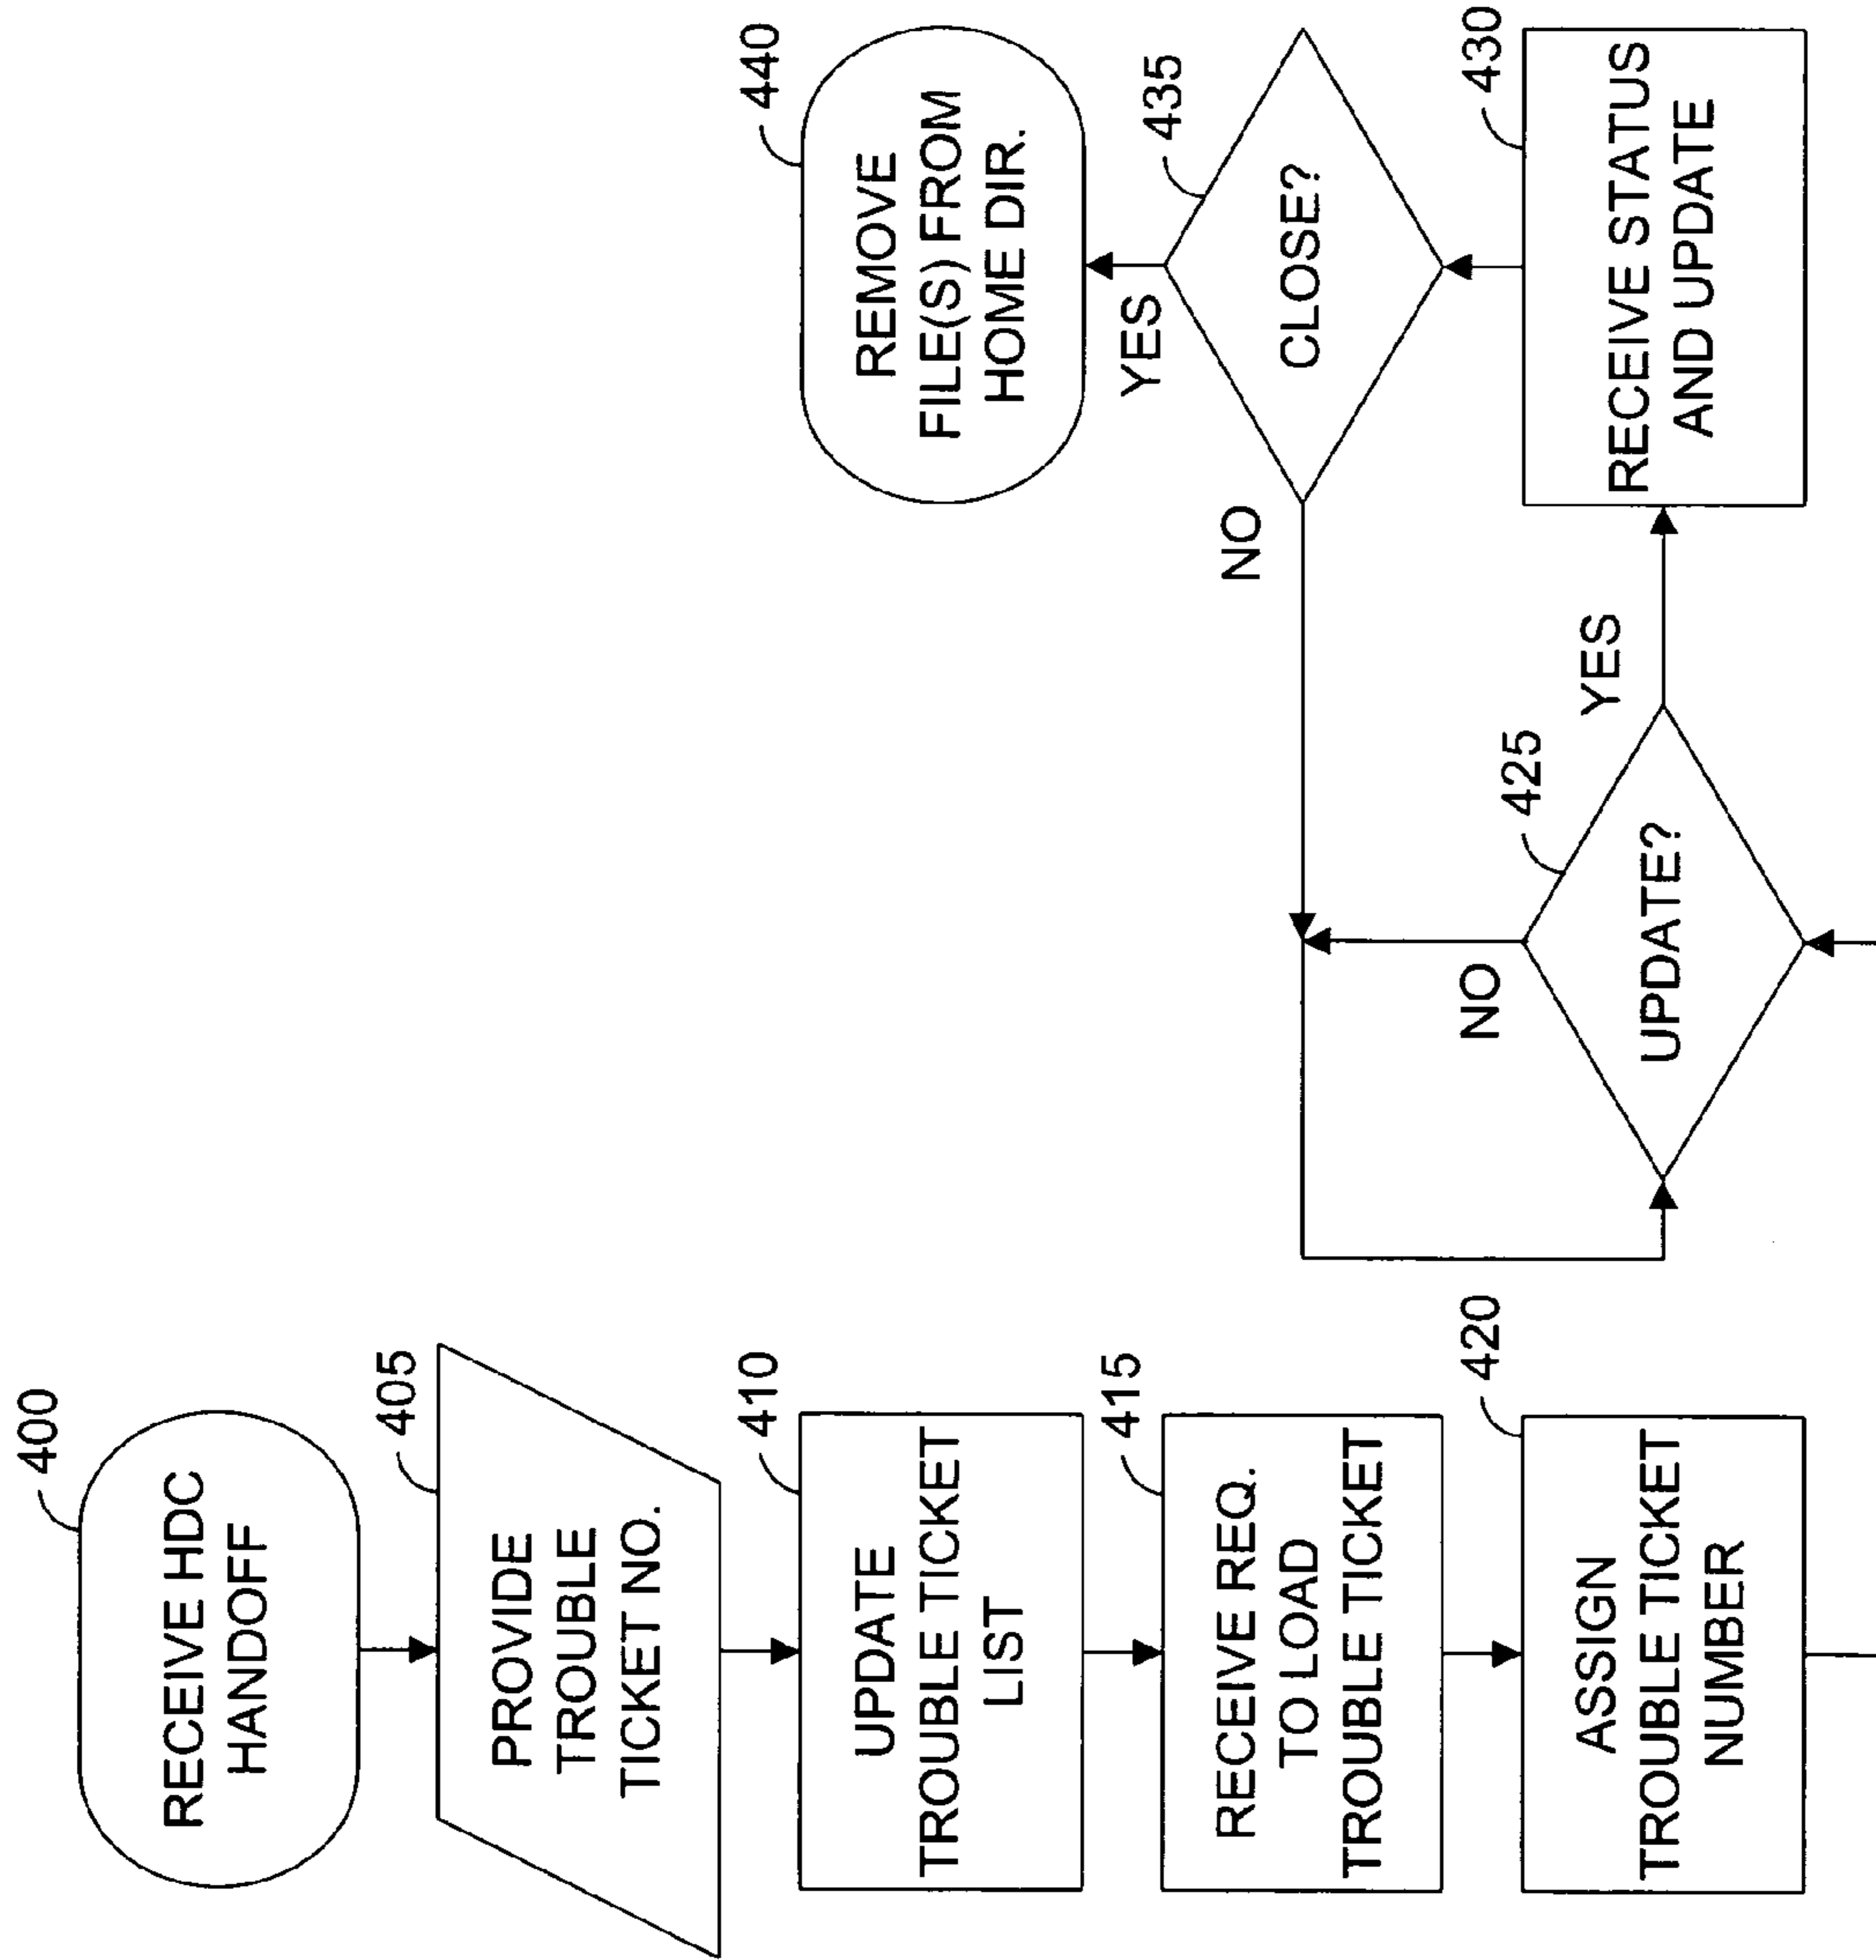 400
RECEIVE HDC
HANDOFF
405
PROVIDE
TROUBLE
TICKET NO.
410
UPDATE
TROUBLE TICKET
LIST
415
RECEIVE REQ.
TO LOAD
TROUBLE TICKET
420
ASSIGN
TROUBLE TICKET
NUMBER
425
UPDATE?
NO
YES
430
RECEIVE STATUS
AND UPDATE
435
CLOSE?
NO
YES
440
REMOVE
FILE(S) FROM
HOME DIR.